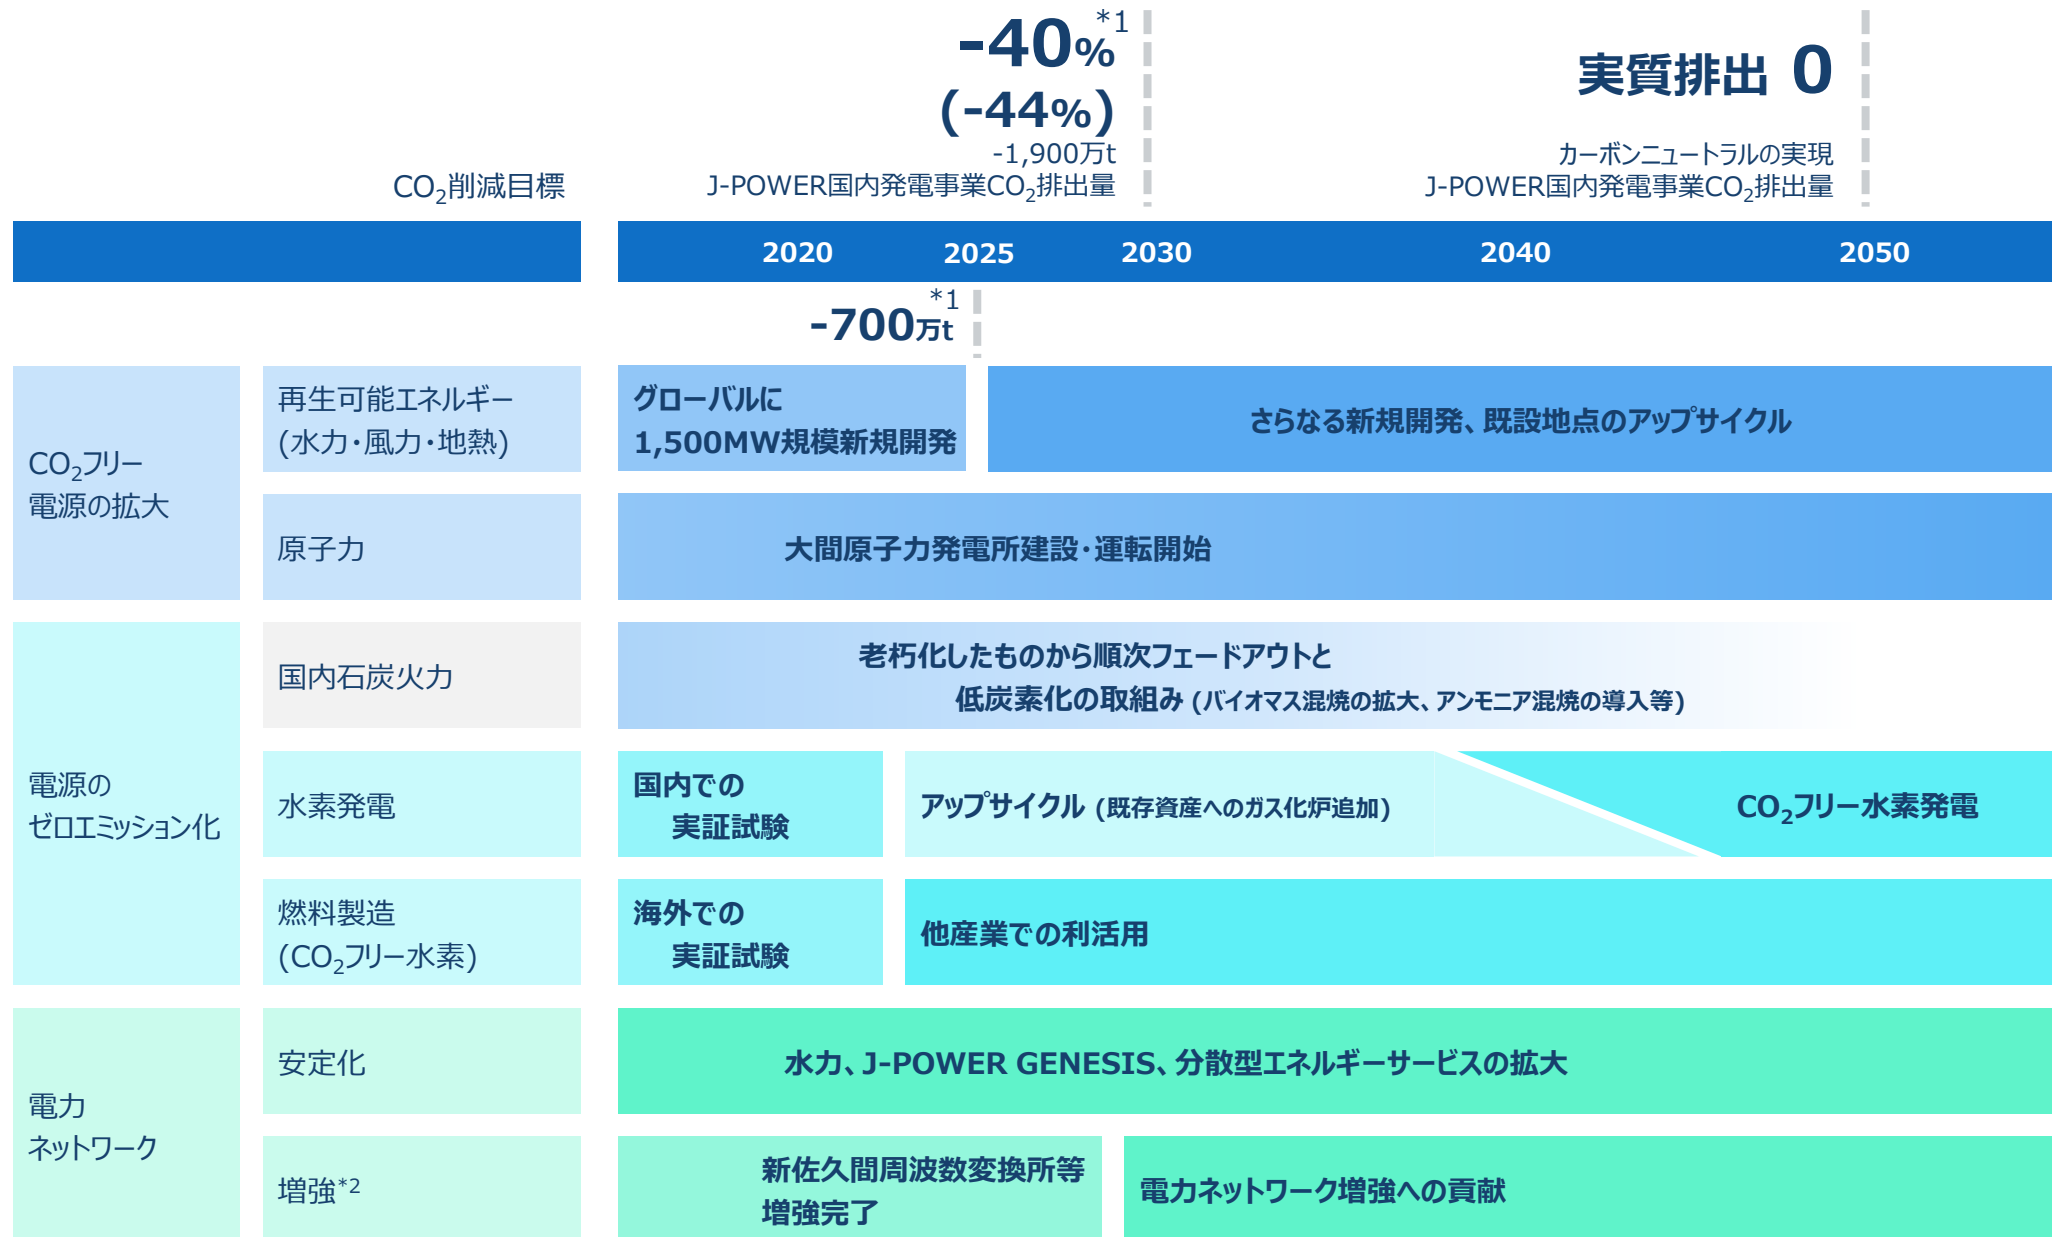 -40%*1
(-44%)
-1,900万t
J-POWER国内発電事業CO2排出量
実質排出 0
カーボンニュートラルの実現
J-POWER国内発電事業CO2排出量
CO2削減目標
2020 2025 2030 2040 2050
-700万t*1
CO2フリー
電源の拡大
再生可能エネルギー
(水力・風力・地熱)
グローバルに
1,500MW規模新規開発
さらなる新規開発、既設地点のアップサイクル
原子力
大間原子力発電所建設・運転開始
電源の
ゼロエミッション化
国内石炭火力
老朽化したものから順次フェードアウトと
低炭素化の取組み (バイオマス混焼の拡大、アンモニア混焼の導入等)
水素発電
国内での
実証試験
アップサイクル (既存資産へのガス化炉追加)
CO2フリー水素発電
燃料製造
(CO2フリー水素)
海外での
実証試験
他産業での利活用
電力
ネットワーク
安定化
水力、J-POWER GENESIS、分散型エネルギーサービスの拡大
増強*2
新佐久間周波数変換所等
増強完了
電力ネットワーク増強への貢献